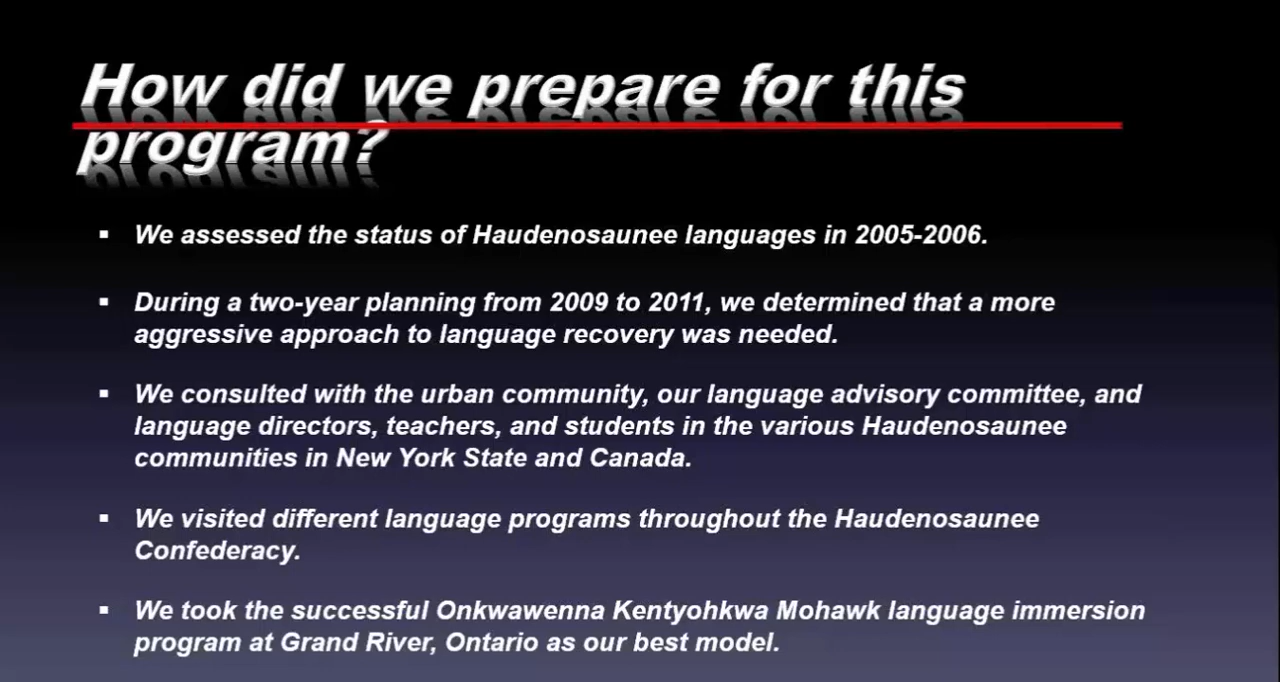 How did we prepare for this
program?
▪ We assessed the status of Haudenosaunee languages in 2005-2006.
▪ During a two-year planning from 2009 to 2011, we determined that a more
aggressive approach to language recovery was needed.
▪ We consulted with the urban community, our language advisory committee, and
language directors, teachers, and students in the various Haudenosaunee
communities in New York State and Canada.
▪ We visited different language programs throughout the Haudenosaunee
Confederacy.
▪ We took the successful Onkwawenna Kentyohkwa Mohawk language immersion
program at Grand River, Ontario as our best model.